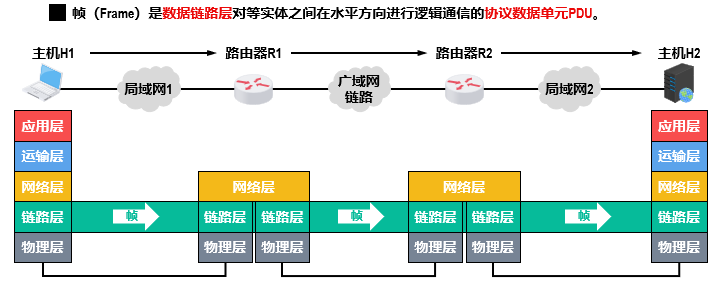 帧（Frame）是数据链路层对等实体之间在水平方向进行逻辑通信的协议数据单元PDU。
主机H1 路由器R1 路由器R2 主机H2
局域网1 广域网 局域网2
链路
应用层 应用层
运输层 运输层
网络层 网络层 网络层 网络层
链路层 帧 链路层 链路层 帧 链路层 链路层 帧 链路层
物理层 物理层 物理层 物理层 物理层 物理层